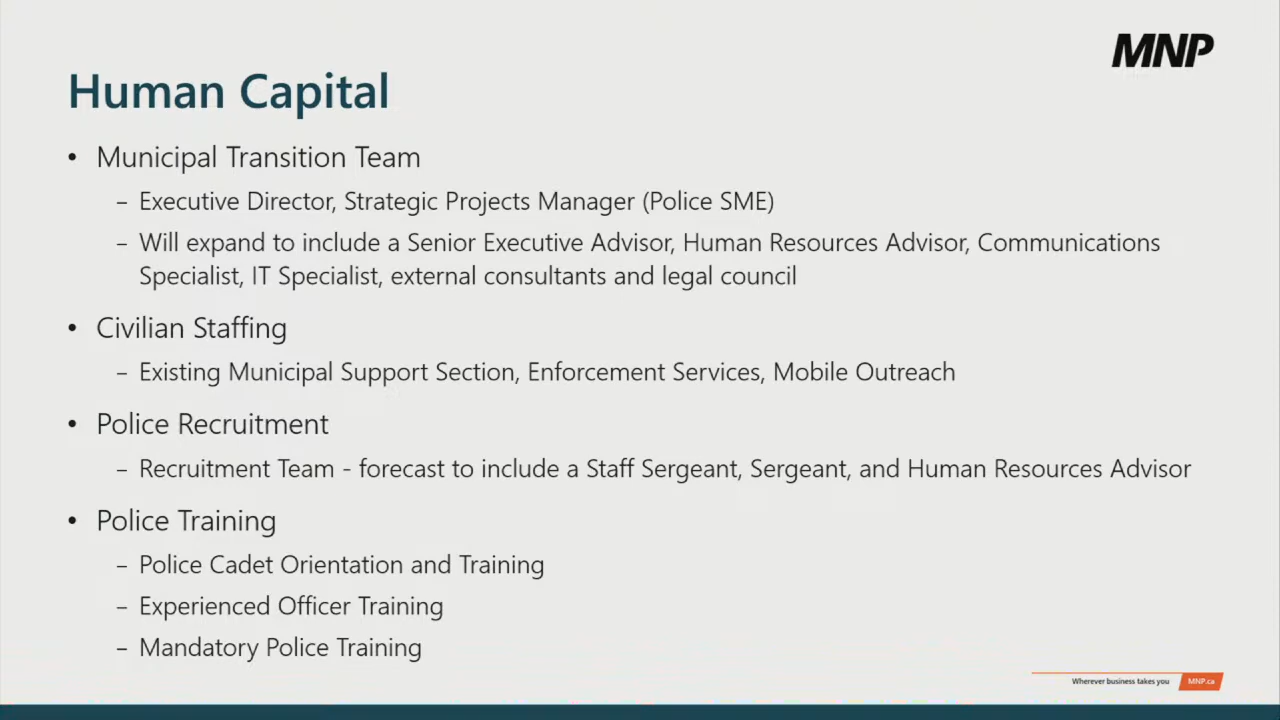 MNP
Human Capital
• Municipal Transition Team
– Executive Director, Strategic Projects Manager (Police SME)
– Will expand to include a Senior Executive Advisor, Human Resources Advisor, Communications
Specialist, IT Specialist, external consultants and legal council
• Civilian Staffing
– Existing Municipal Support Section, Enforcement Services, Mobile Outreach
• Police Recruitment
– Recruitment Team - forecast to include a Staff Sergeant, Sergeant, and Human Resources Advisor
• Police Training
– Police Cadet Orientation and Training
– Experienced Officer Training
– Mandatory Police Training
Wherever business takes you MNP.ca